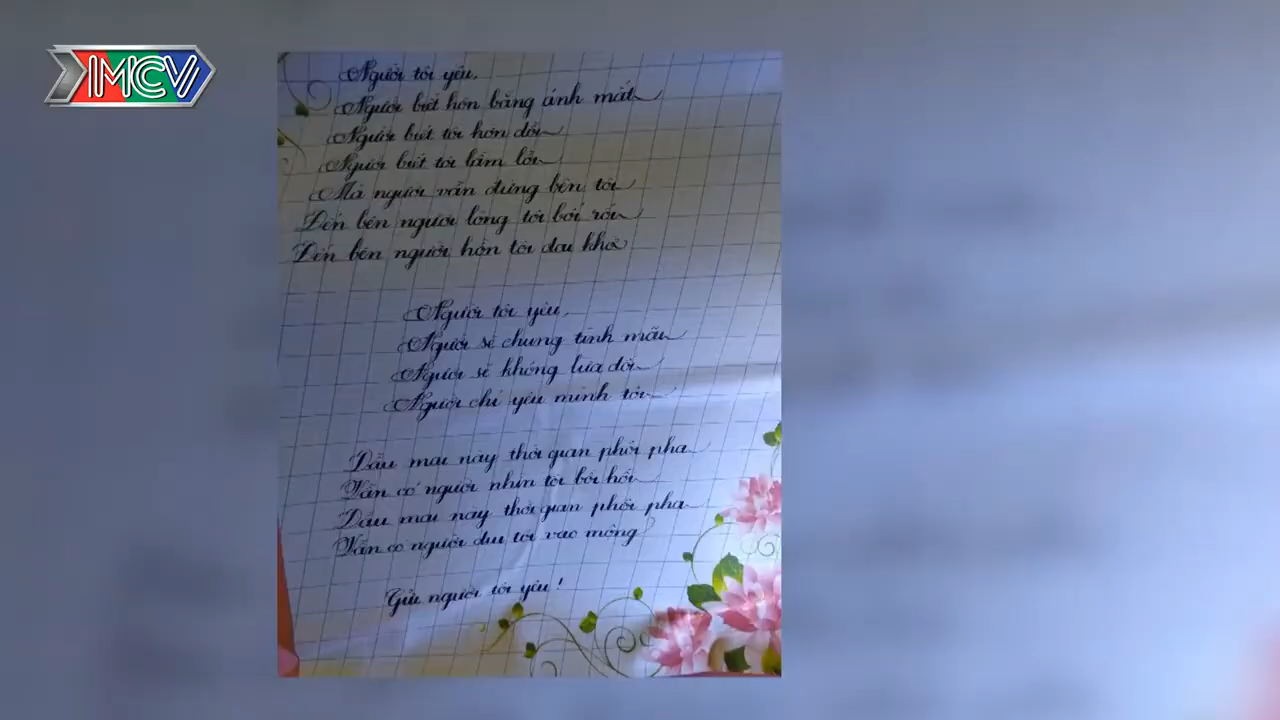 MCV
Người tôi yêu,
Người biết hôn bằng ánh mắt
Người biết tôi hờn dỗi
Người biết tôi lầm lỗi
Mà người vẫn đứng bên tôi
Đến bên người lòng tôi bối rối
Đến bên người hồn tôi dại khờ
Người tôi yêu,
Người sẽ chung tình mãi
Người sẽ không lừa dối
Người chỉ yêu mình tôi
Dẫu mai này thời gian phôi pha
Vẫn có người nhìn tôi bồi hồi
Dẫu mai này thời gian phôi pha
Vẫn có người đưa tôi vào mộng
Gửi người tôi yêu!